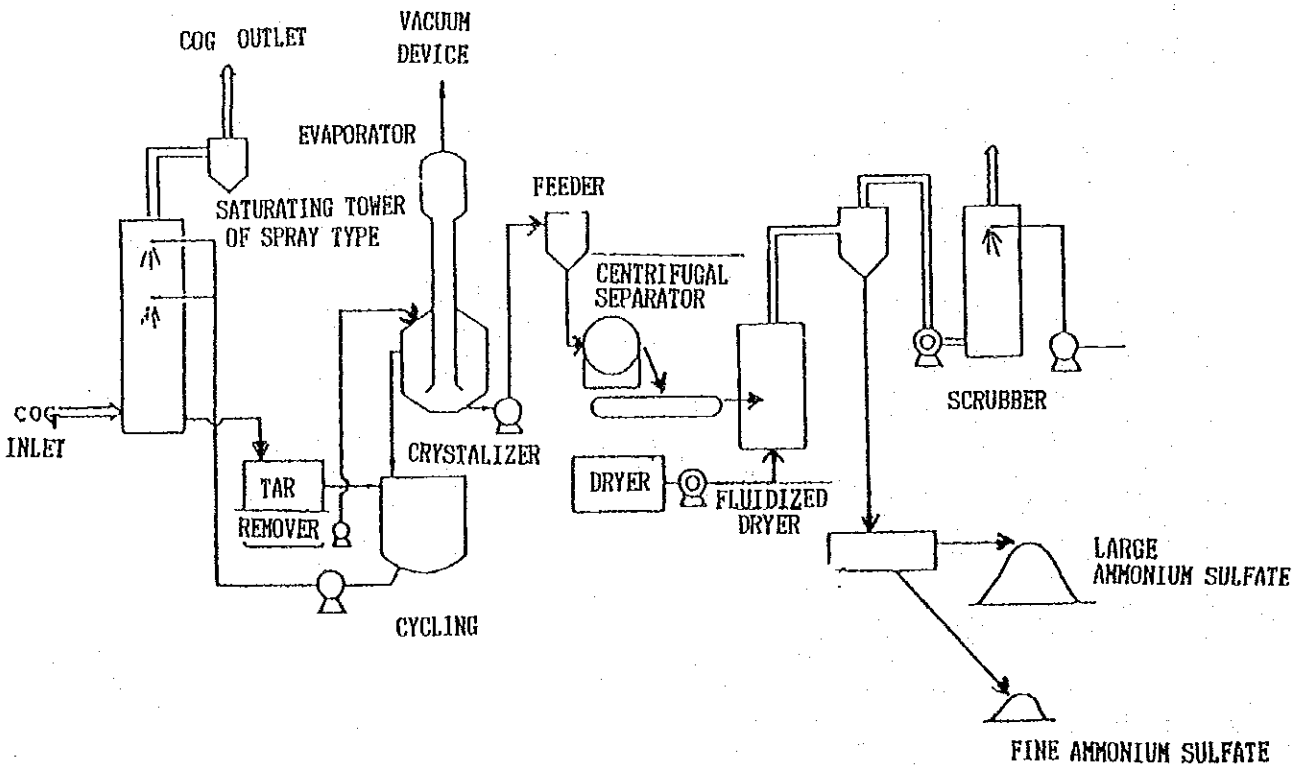 COG OUTLET
VACUUM
DEVICE
EVAPORATOR
SATURATING TOWER
OF SPRAY TYPE
FEEDER
CENTRIFUGAL
SEPARATOR
COG
INLET
TAR
REMOVER
CRYSTALIZER
CYCLING
DRYER
FLUIDIZED
DRYER
SCRUBBER
LARGE
AMMONIUM SULFATE
FINE AMMONIUM SULFATE